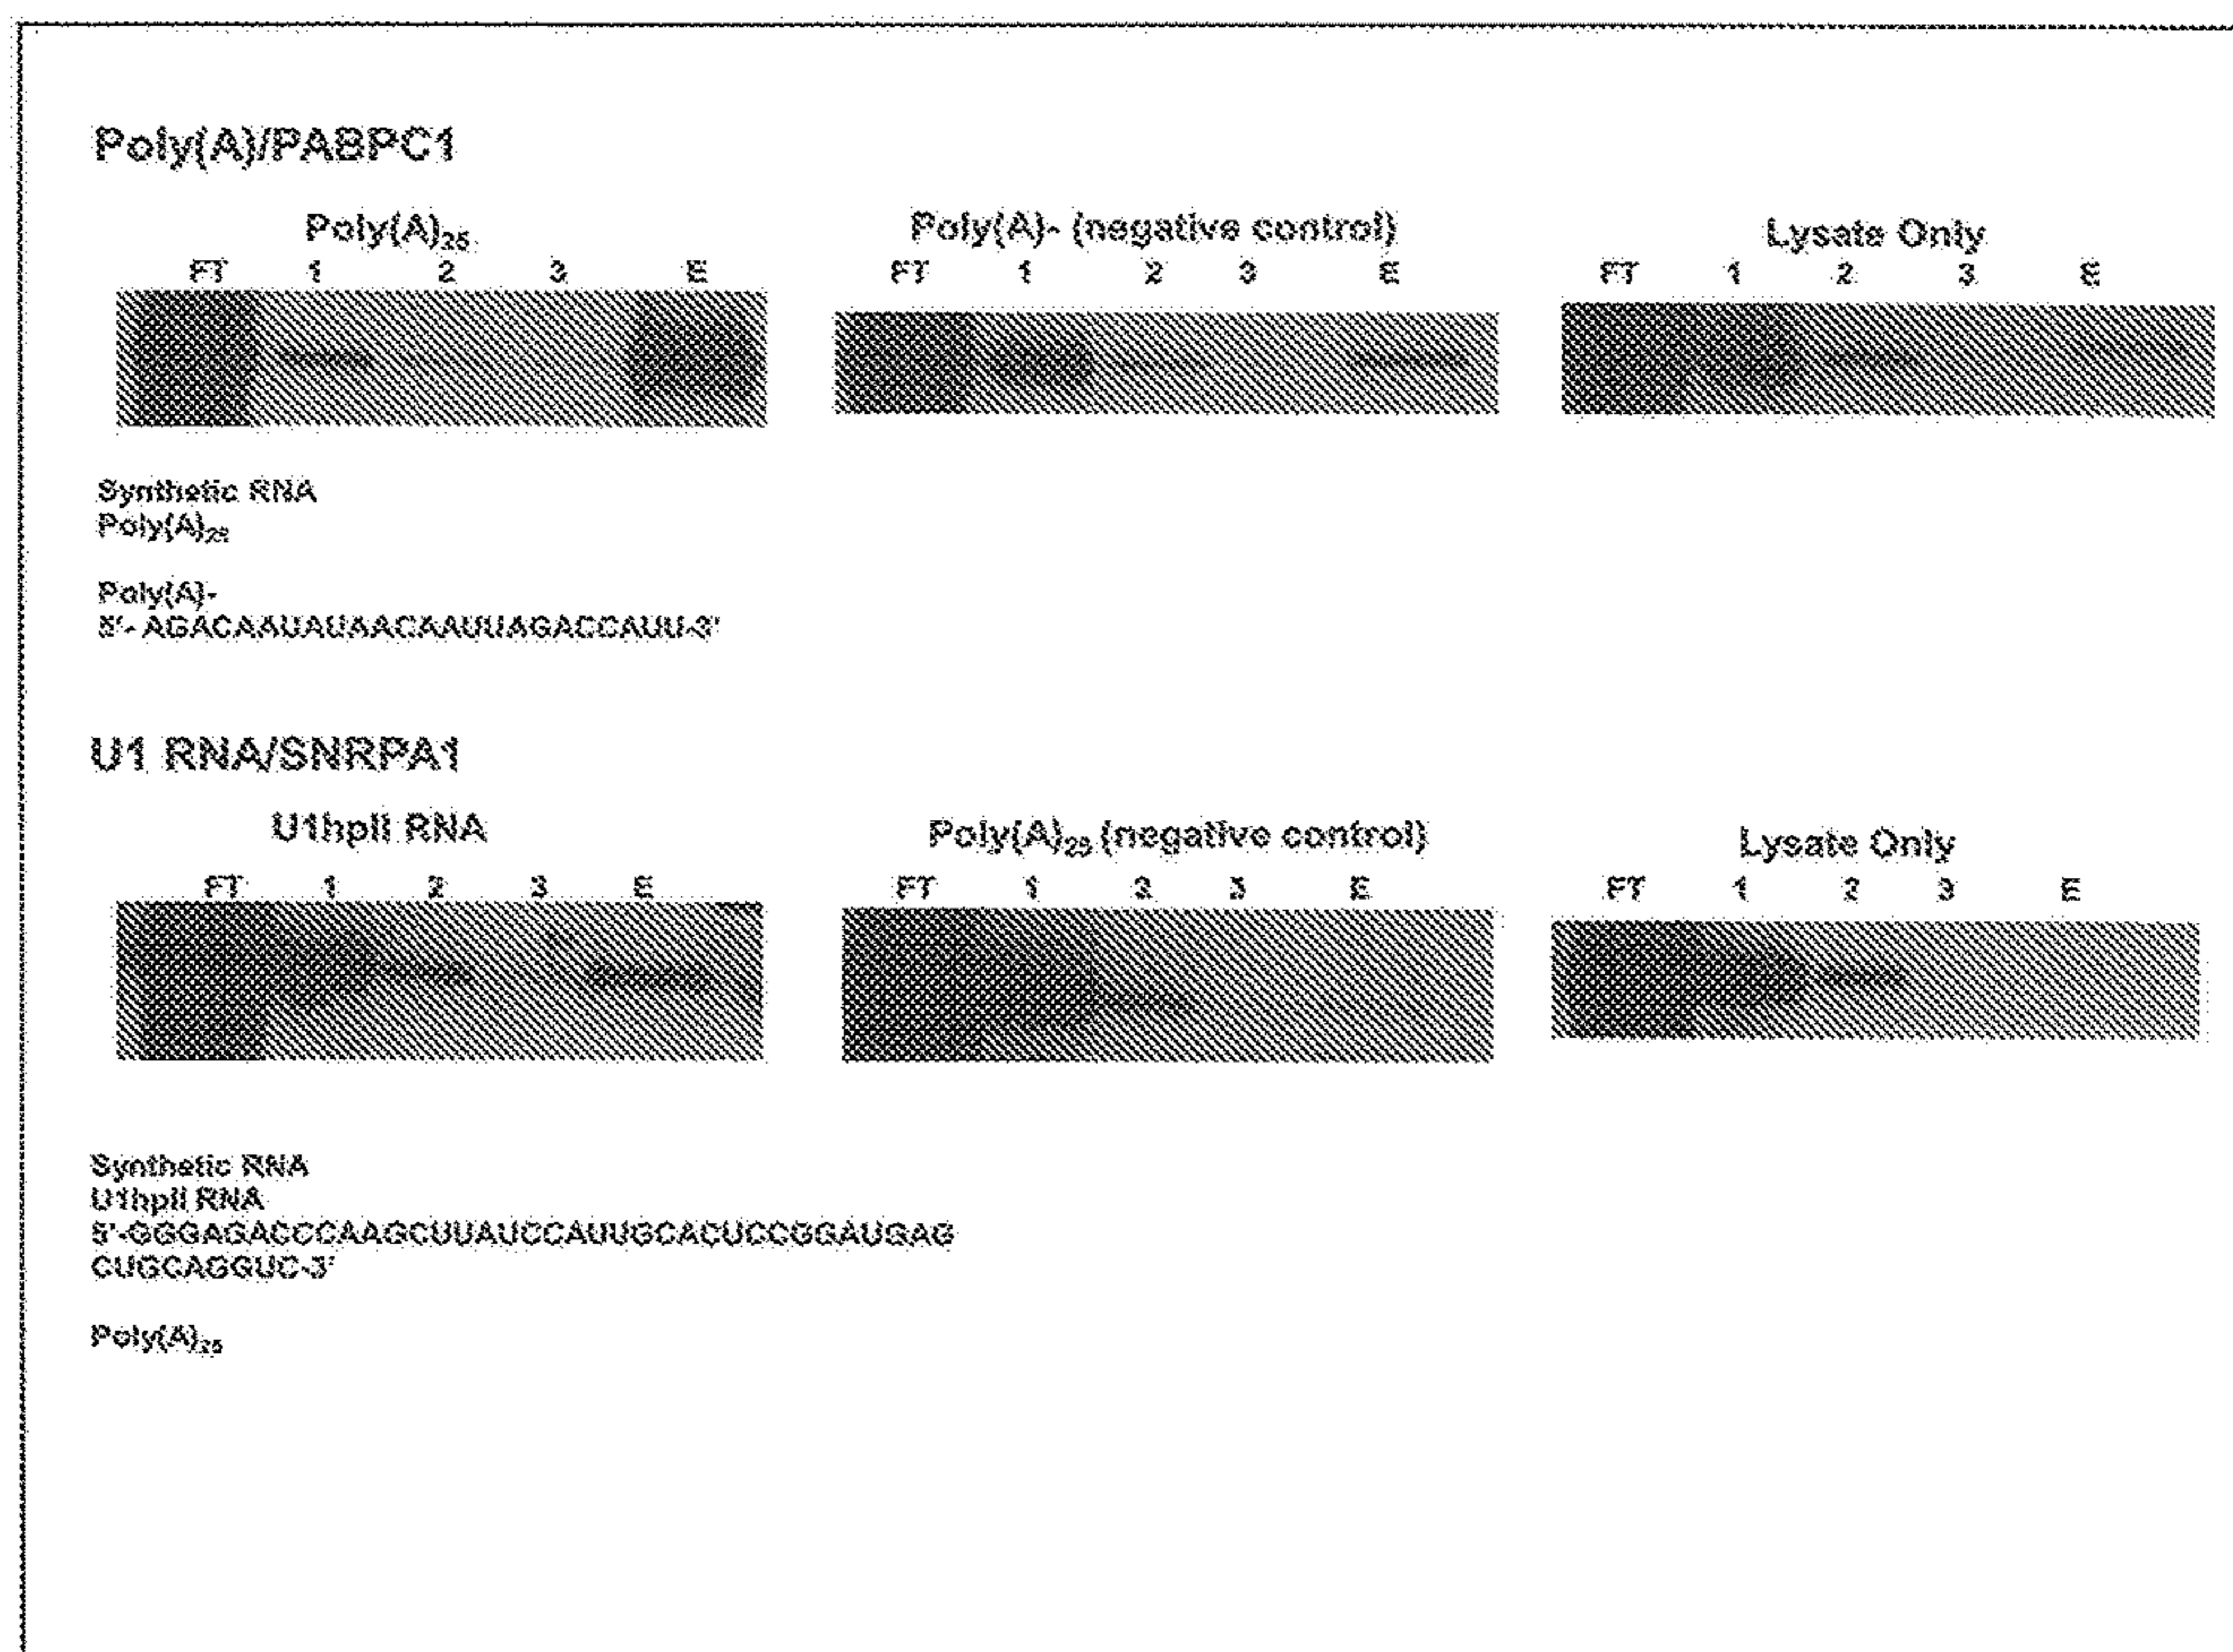 Poly(A)/PABPC1
Poly(A)₂₅ Poly(A)- (negative control) Lysate Only
FT 1 2 3 E FT 1 2 3 E FT 1 2 3 E
Synthetic RNA
Poly(A)₂₅
Poly(A)-
5'- AGACAAUAUAACAAUUAGACCAUU-3'
U1 RNA/SNRPA1
U1hpII RNA Poly(A)₂₅ (negative control) Lysate Only
FT 1 2 3 E FT 1 2 3 E FT 1 2 3 E
Synthetic RNA
U1hpII RNA
5'-GGGAGACCCAAGCUUAUCCAUUGCACUCCGGAUGAG
CUGCAGGUC-3'
Poly(A)₂₅